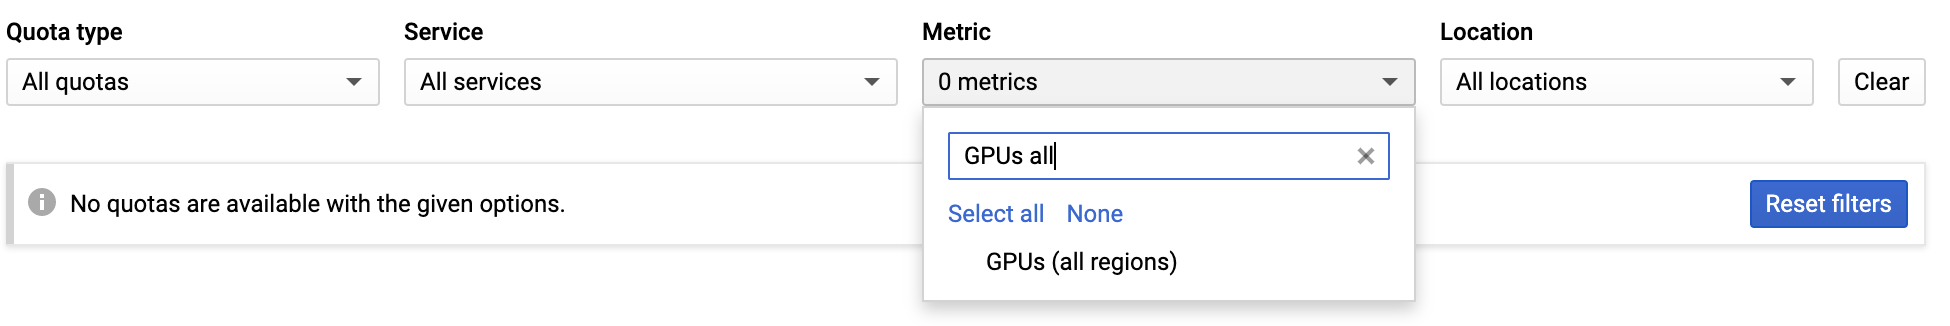 Quota type Service Metric Location
All quotas All services 0 metrics All locations Clear
GPUs all
No quotas are available with the given options. Reset filters
Select all None
GPUs (all regions)